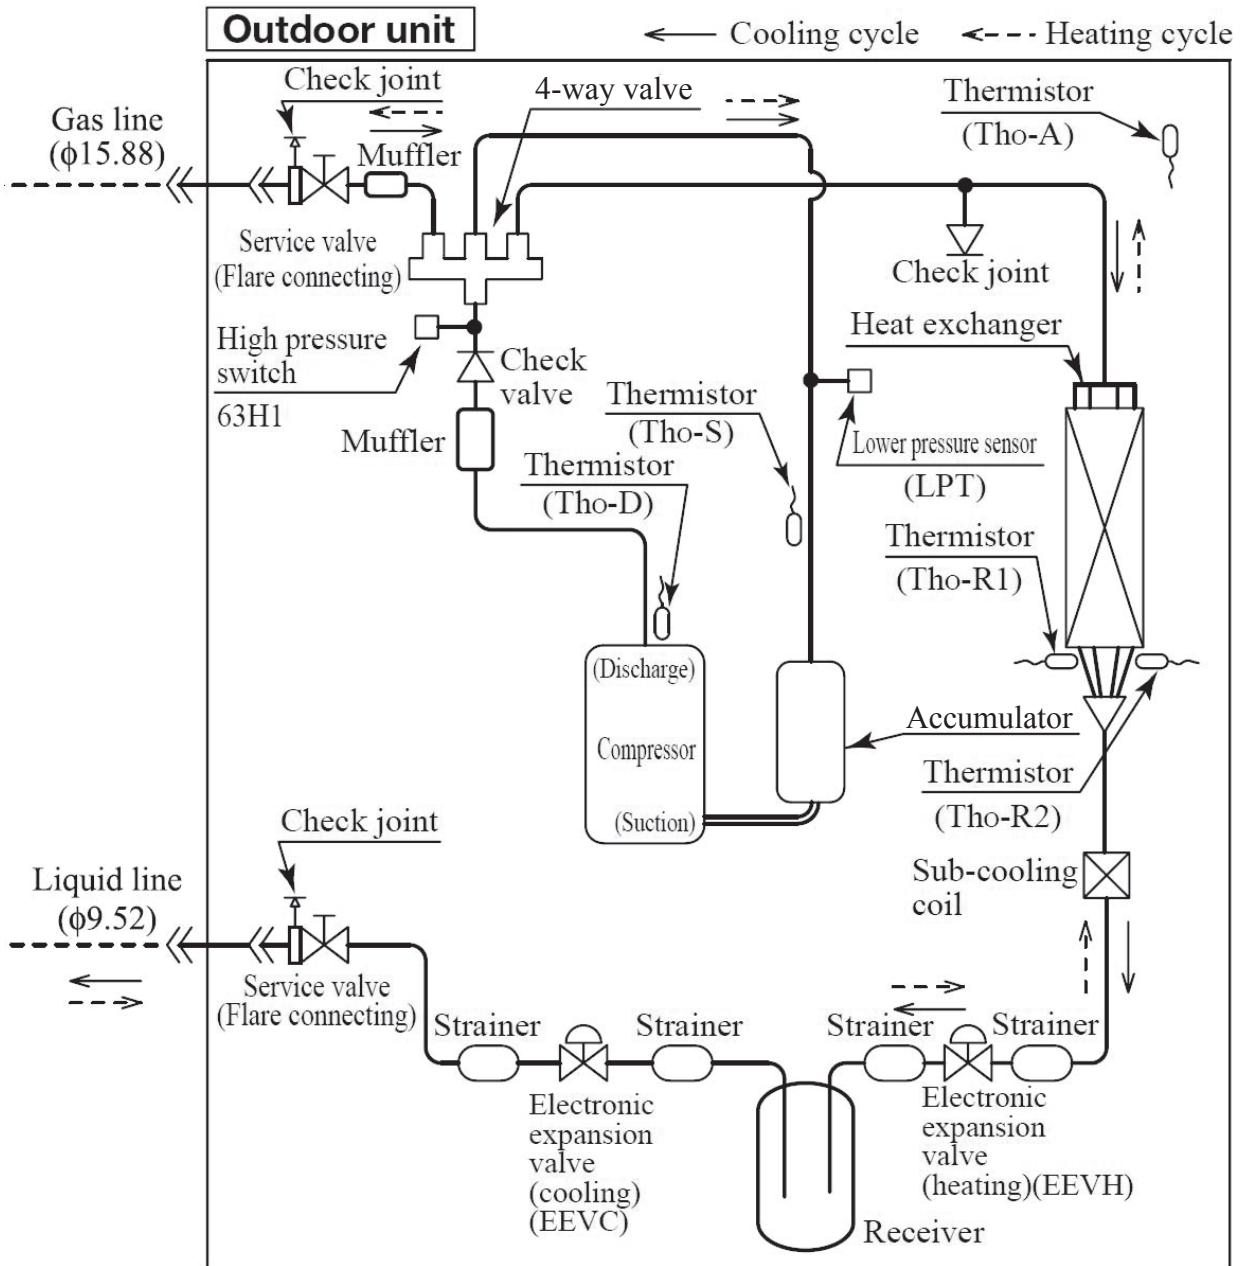 Outdoor unit
Cooling cycle
Heating cycle
Check joint
4-way valve
Thermistor
(Tho-A)
Gas line
(ϕ15.88)
Muffler
Service valve
(Flare connecting)
Check joint
High pressure
switch
63H1
Check
valve
Heat exchanger
Thermistor
(Tho-S)
Muffler
Lower pressure sensor
(LPT)
Thermistor
(Tho-D)
Thermistor
(Tho-R1)
(Discharge)
Compressor
(Suction)
Accumulator
Thermistor
(Tho-R2)
Check joint
Liquid line
(ϕ9.52)
Sub-cooling
coil
Service valve
(Flare connecting)
Strainer
Strainer
Strainer
Strainer
Electronic
expansion
valve
(cooling)
(EEVC)
Electronic
expansion
valve
(heating)(EEVH)
Receiver